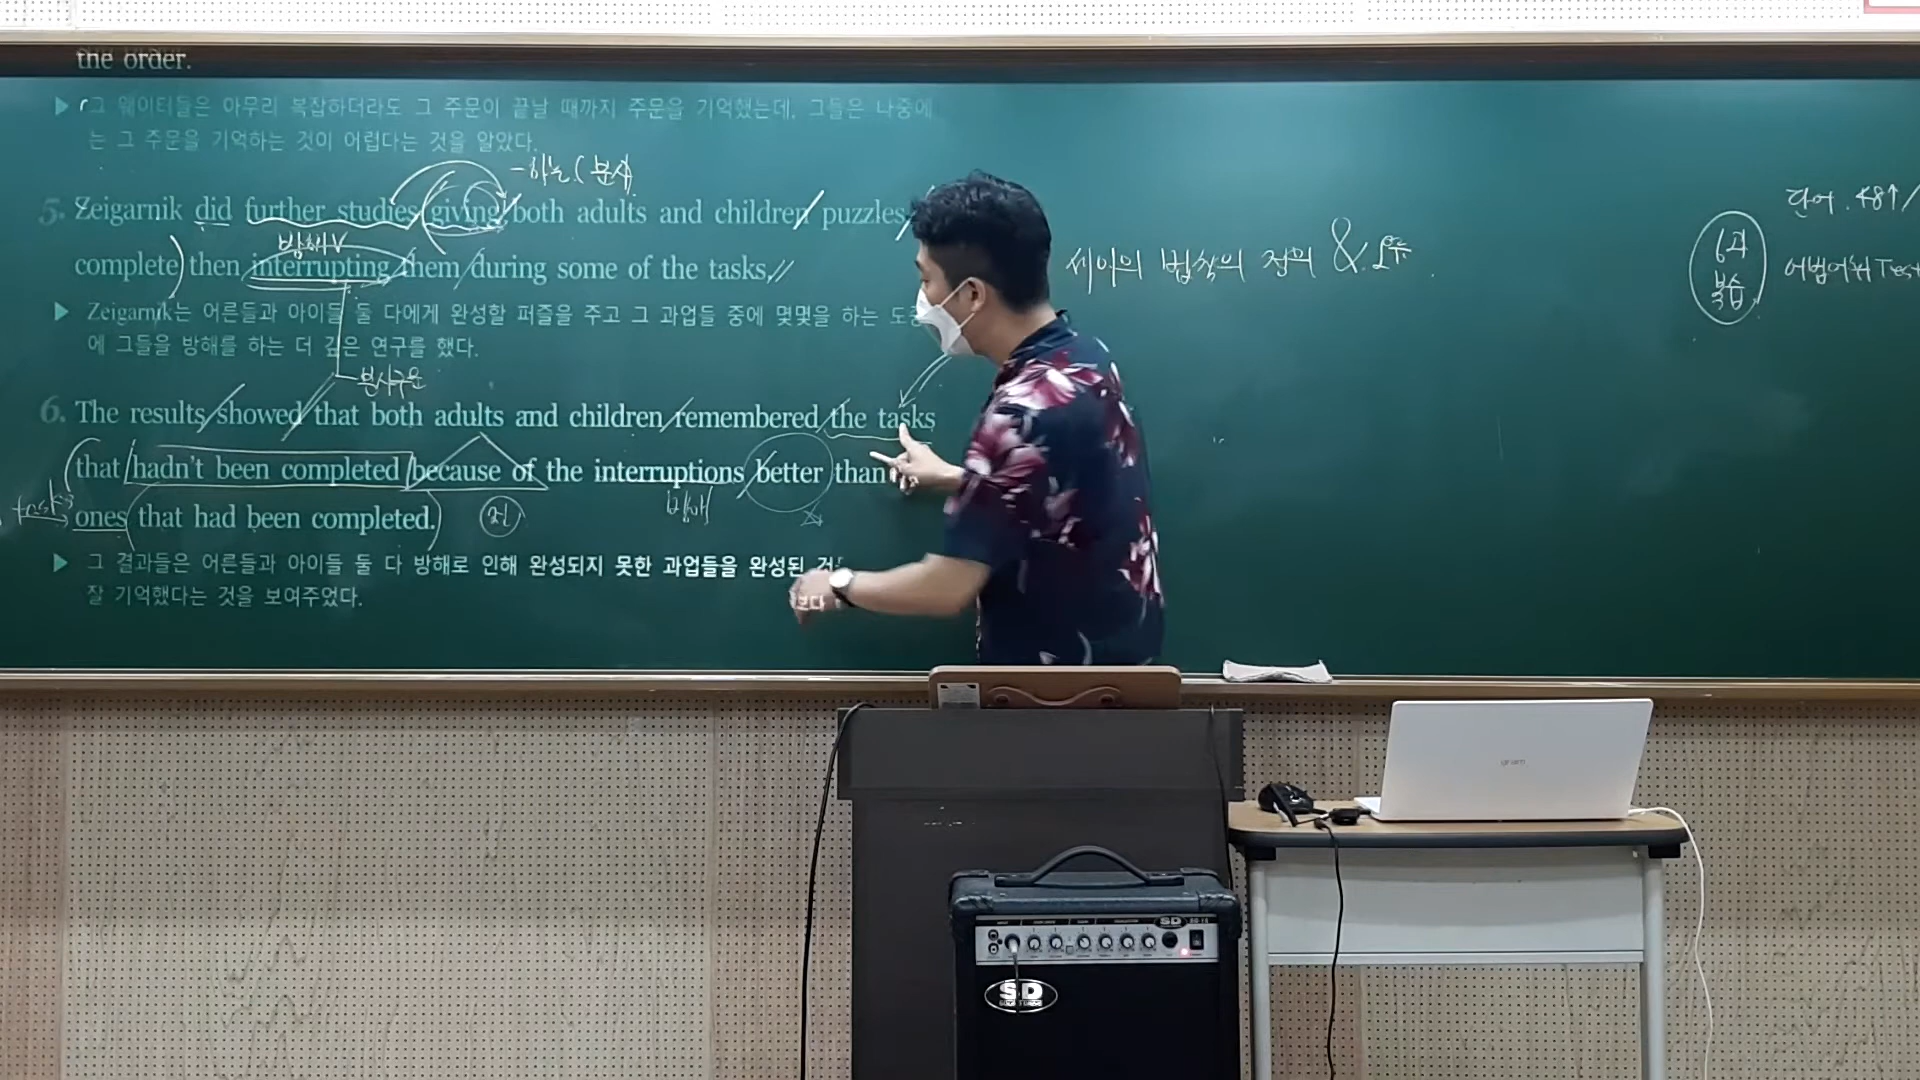 the order.
▶ 그 웨이터들은 아무리 복잡하더라도 그 주문이 끝날 때까지 주문을 기억했는데, 그들은 나중에
는 그 주문을 기억하는 것이 어렵다는 것을 알았다.
-하는 (분사)
5. Zeigarnik did further studies giving both adults and children puzzles
방해V
complete) then interrupting them during some of the tasks.
▶ Zeigarnik는 어른들과 아이들 둘 다에게 완성할 퍼즐을 주고 그 과업들 중에 몇몇을 하는 도중
에 그들을 방해를 하는 더 깊은 연구를 했다.
분사구문
6. The results showed that both adults and children remembered the tasks
(that hadn't been completed because of the interruptions better than
tasks
ones (that had been completed.)
전
방해
▶ 그 결과들은 어른들과 아이들 둘 다 방해로 인해 완성되지 못한 과업들을 완성된 것
보다
잘 기억했다는 것을 보여주었다.
세이의 법칙의 정의 &
단어. 48↑/
6과
복습
어법어휘 Test
gram
SD
SD